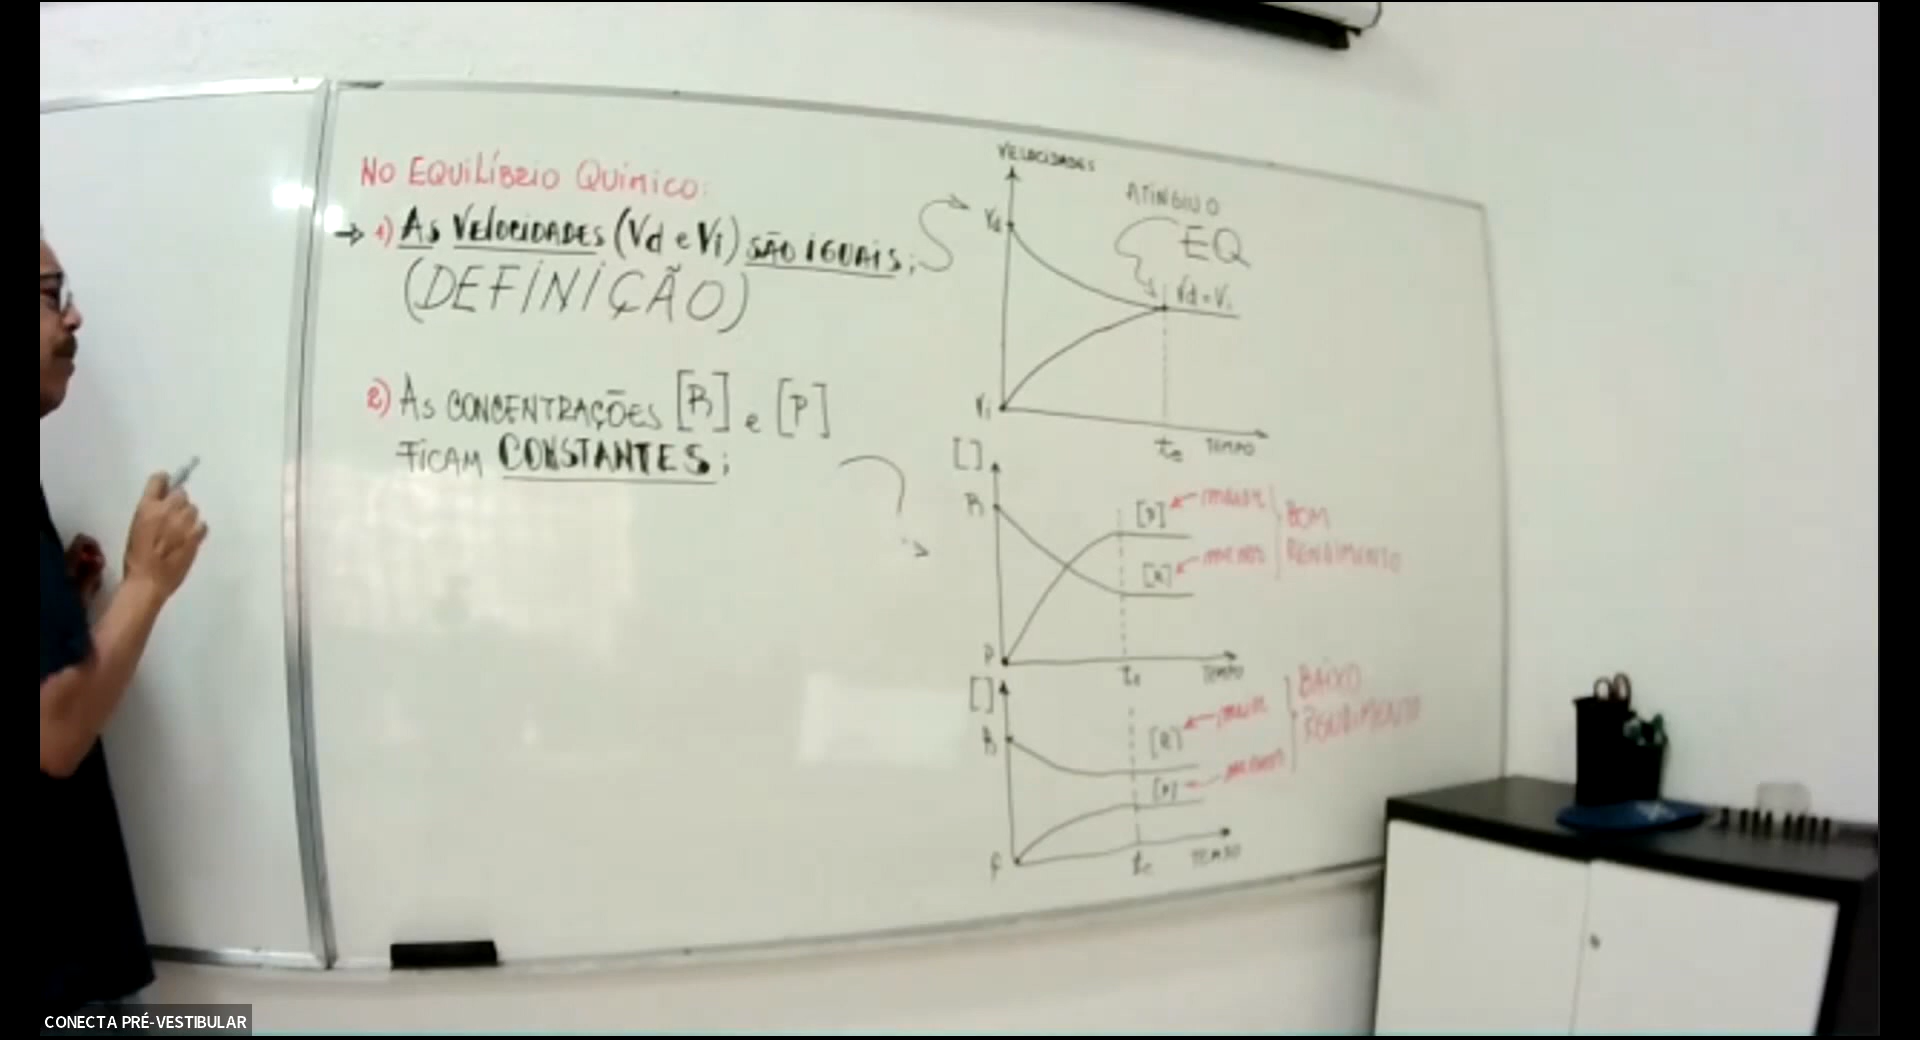 No Equilíbrio Químico:
→ 1) As Velocidades (Vd e Vi) são iguais;
(DEFINIÇÃO)
2) As concentrações [R] e [P]
ficam constantes;
VELOCIDADES
Vd
ATINGIDO
EQ
Vd = Vi
Vi
te
TEMPO
[ ]
R
[P] ← maior
BOM
RENDIMENTO
[R] ← menor
P
te
TEMPO
[ ]
R
[R] ← maior
BAIXO
RENDIMENTO
[P] ← menor
P
te
TEMPO
CONECTA PRÉ-VESTIBULAR